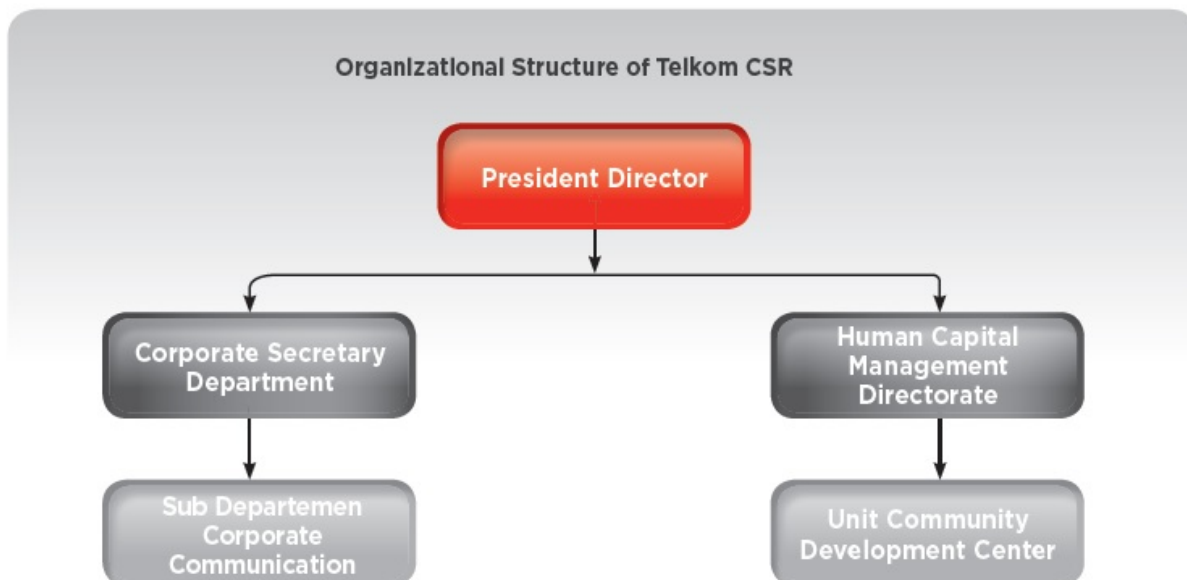 Organizational Structure of Telkom CSR
President Director
Corporate Secretary
Department
Human Capital
Management
Directorate
Sub Departemen
Corporate
Communication
Unit Community
Development Center